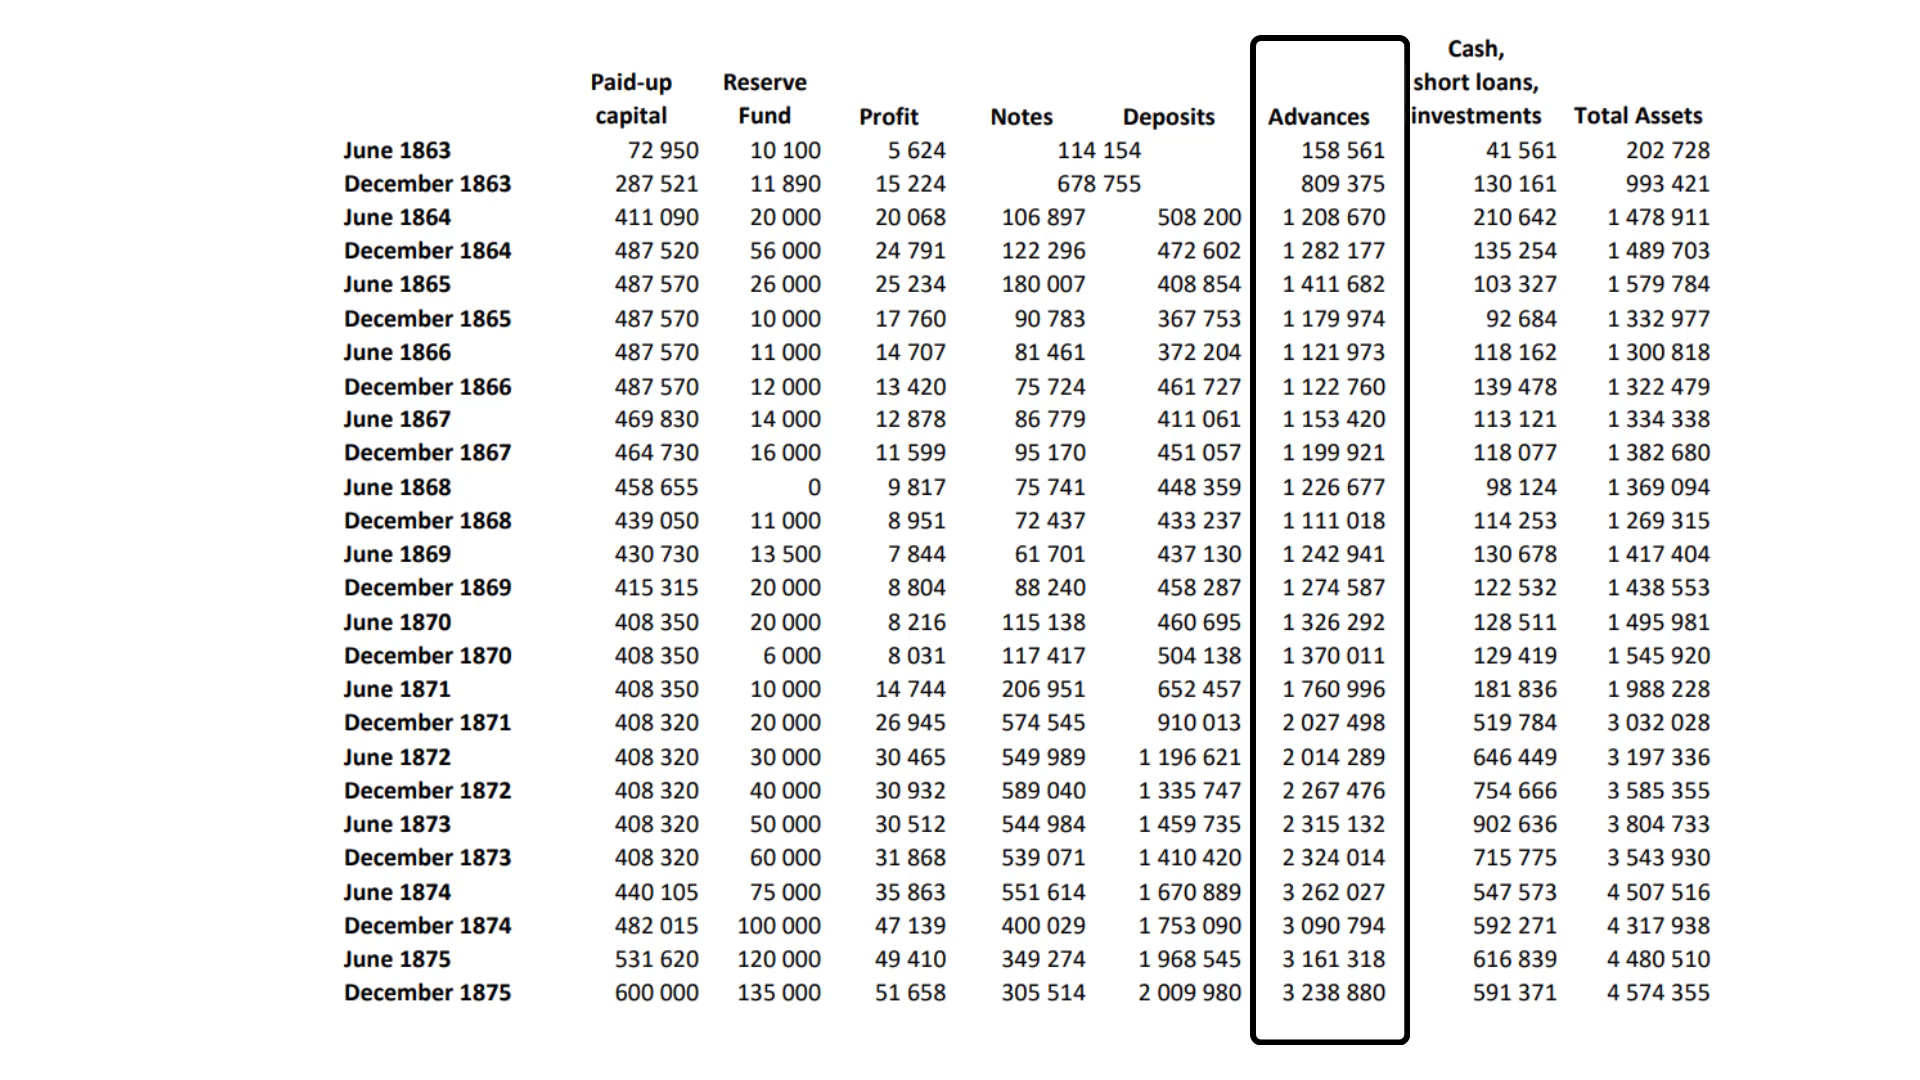 Cash,
Paid-up Reserve short loans,
capital Fund Profit Notes Deposits Advances investments Total Assets
June 1863 72 950 10 100 5 624 114 154 158 561 41 561 202 728
December 1863 287 521 11 890 15 224 678 755 809 375 130 161 993 421
June 1864 411 090 20 000 20 068 106 897 508 200 1 208 670 210 642 1 478 911
December 1864 487 520 56 000 24 791 122 296 472 602 1 282 177 135 254 1 489 703
June 1865 487 570 26 000 25 234 180 007 408 854 1 411 682 103 327 1 579 784
December 1865 487 570 10 000 17 760 90 783 367 753 1 179 974 92 684 1 332 977
June 1866 487 570 11 000 14 707 81 461 372 204 1 121 973 118 162 1 300 818
December 1866 487 570 12 000 13 420 75 724 461 727 1 122 760 139 478 1 322 479
June 1867 469 830 14 000 12 878 86 779 411 061 1 153 420 113 121 1 334 338
December 1867 464 730 16 000 11 599 95 170 451 057 1 199 921 118 077 1 382 680
June 1868 458 655 0 9 817 75 741 448 359 1 226 677 98 124 1 369 094
December 1868 439 050 11 000 8 951 72 437 433 237 1 111 018 114 253 1 269 315
June 1869 430 730 13 500 7 844 61 701 437 130 1 242 941 130 678 1 417 404
December 1869 415 315 20 000 8 804 88 240 458 287 1 274 587 122 532 1 438 553
June 1870 408 350 20 000 8 216 115 138 460 695 1 326 292 128 511 1 495 981
December 1870 408 350 6 000 8 031 117 417 504 138 1 370 011 129 419 1 545 920
June 1871 408 350 10 000 14 744 206 951 652 457 1 760 996 181 836 1 988 228
December 1871 408 320 20 000 26 945 574 545 910 013 2 027 498 519 784 3 032 028
June 1872 408 320 30 000 30 465 549 989 1 196 621 2 014 289 646 449 3 197 336
December 1872 408 320 40 000 30 932 589 040 1 335 747 2 267 476 754 666 3 585 355
June 1873 408 320 50 000 30 512 544 984 1 459 735 2 315 132 902 636 3 804 733
December 1873 408 320 60 000 31 868 539 071 1 410 420 2 324 014 715 775 3 543 930
June 1874 440 105 75 000 35 863 551 614 1 670 889 3 262 027 547 573 4 507 516
December 1874 482 015 100 000 47 139 400 029 1 753 090 3 090 794 592 271 4 317 938
June 1875 531 620 120 000 49 410 349 274 1 968 545 3 161 318 616 839 4 480 510
December 1875 600 000 135 000 51 658 305 514 2 009 980 3 238 880 591 371 4 574 355